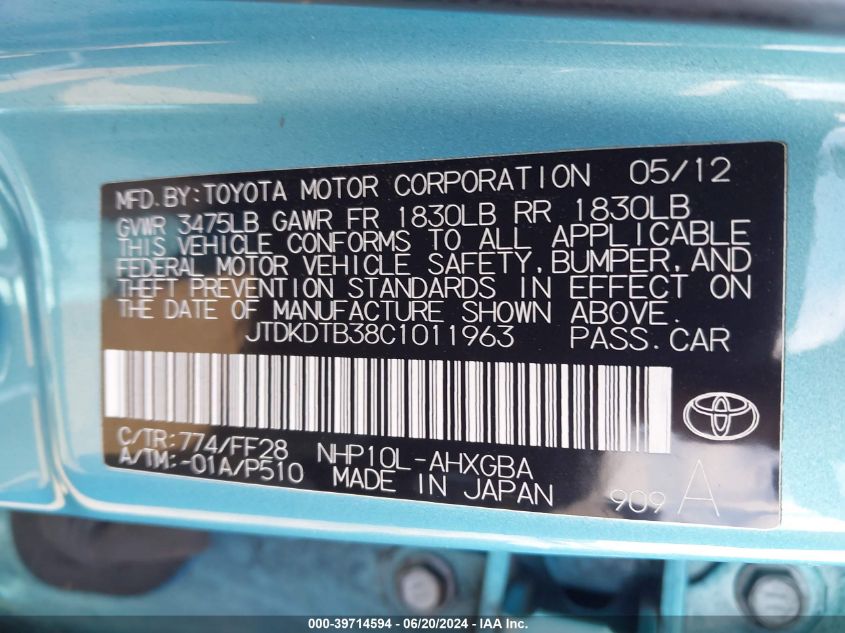 MFD.BY:TOYOTA MOTOR CORPORATION 05/12
GVWR 3475LB GAWR FR 1830LB RR 1830LB
THIS VEHICLE CONFORMS TO ALL APPLICABLE
FEDERAL MOTOR VEHICLE SAFETY,BUMPER,AND
THEFT PREVENTION STANDARDS IN EFFECT ON
THE DATE OF MANUFACTURE SHOWN ABOVE.
JTDKDTB38C1011963 PASS.CAR
C/TR:774/FF28 NHP10L-AHXGBA
A/TM:-01A/P510 MADE IN JAPAN 909 A
000-39714594 - 06/20/2024 - IAA Inc.